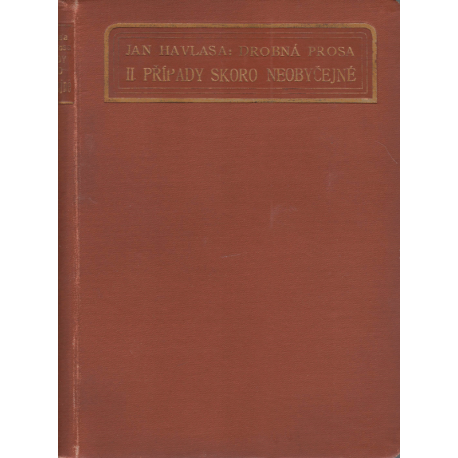 JAN HAVLASA: DROBNÁ PROSA
II PŘÍPADY SKORO NEOBYČEJNÉ